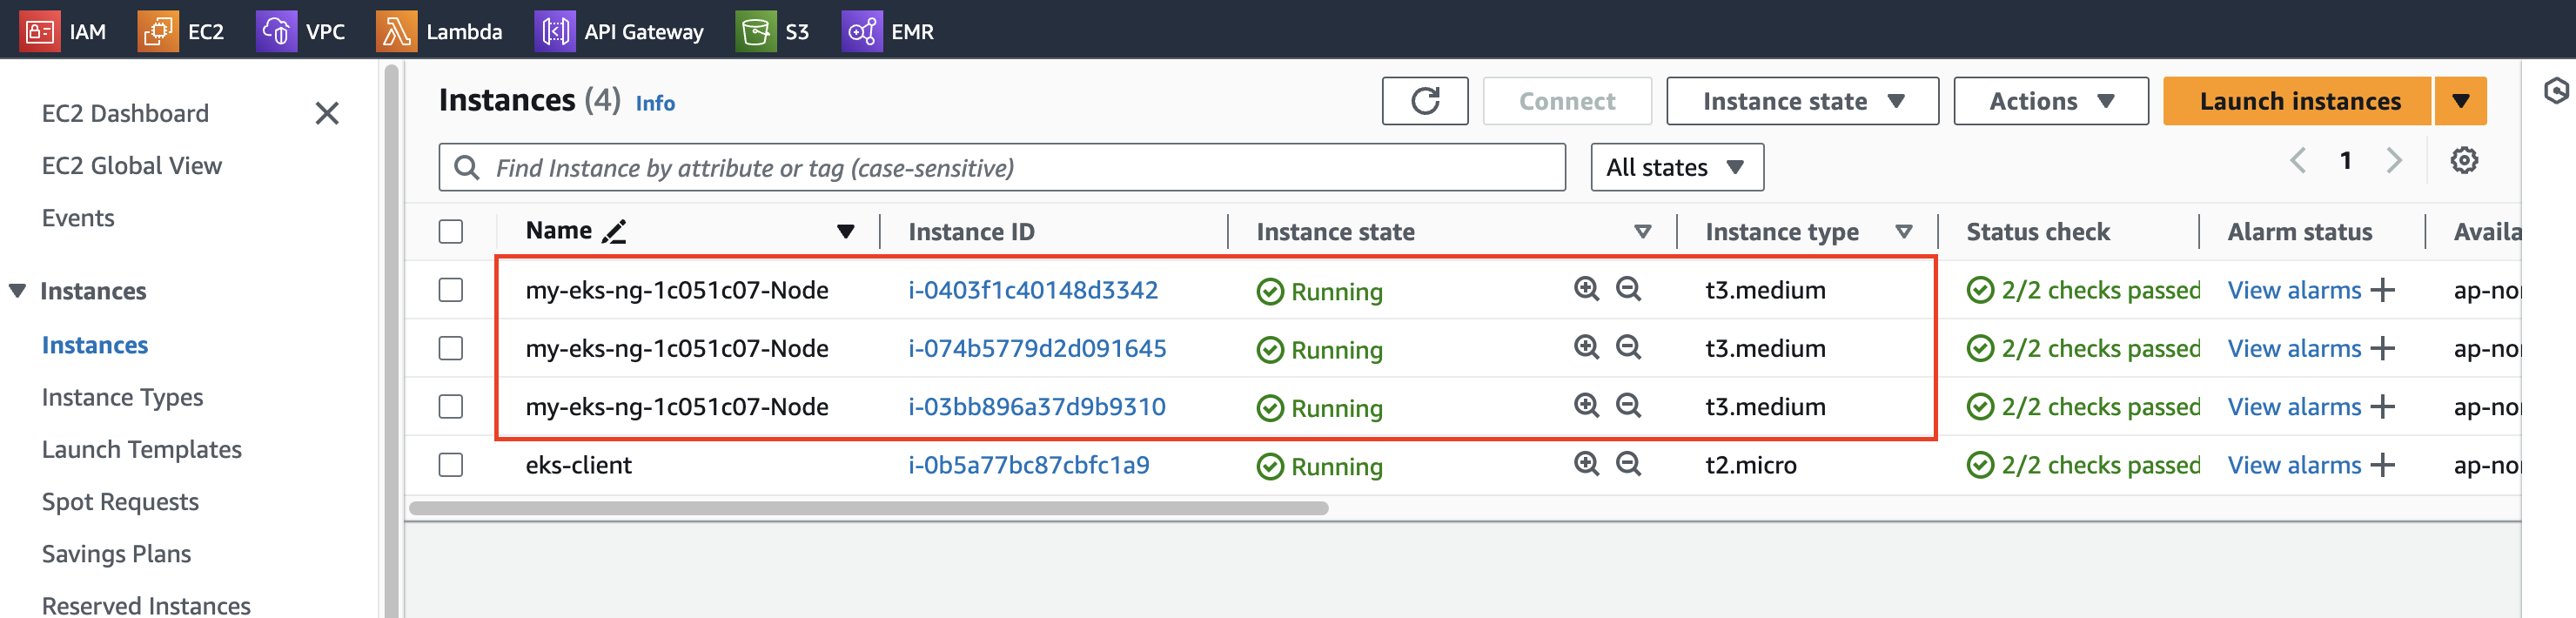 IAM EC2 VPC Lambda API Gateway S3 EMR
EC2 Dashboard
EC2 Global View
Events
Instances
Instances
Instance Types
Launch Templates
Spot Requests
Savings Plans
Reserved Instances
Instances (4) Info
Connect Instance state Actions Launch instances
Find Instance by attribute or tag (case-sensitive) All states 1
Name Instance ID Instance state Instance type Status check Alarm status Availa
my-eks-ng-1c051c07-Node i-0403f1c40148d3342 Running t3.medium 2/2 checks passed View alarms ap-nor
my-eks-ng-1c051c07-Node i-074b5779d2d091645 Running t3.medium 2/2 checks passed View alarms ap-nor
my-eks-ng-1c051c07-Node i-03bb896a37d9b9310 Running t3.medium 2/2 checks passed View alarms ap-nor
eks-client i-0b5a77bc87cbfc1a9 Running t2.micro 2/2 checks passed View alarms ap-nor